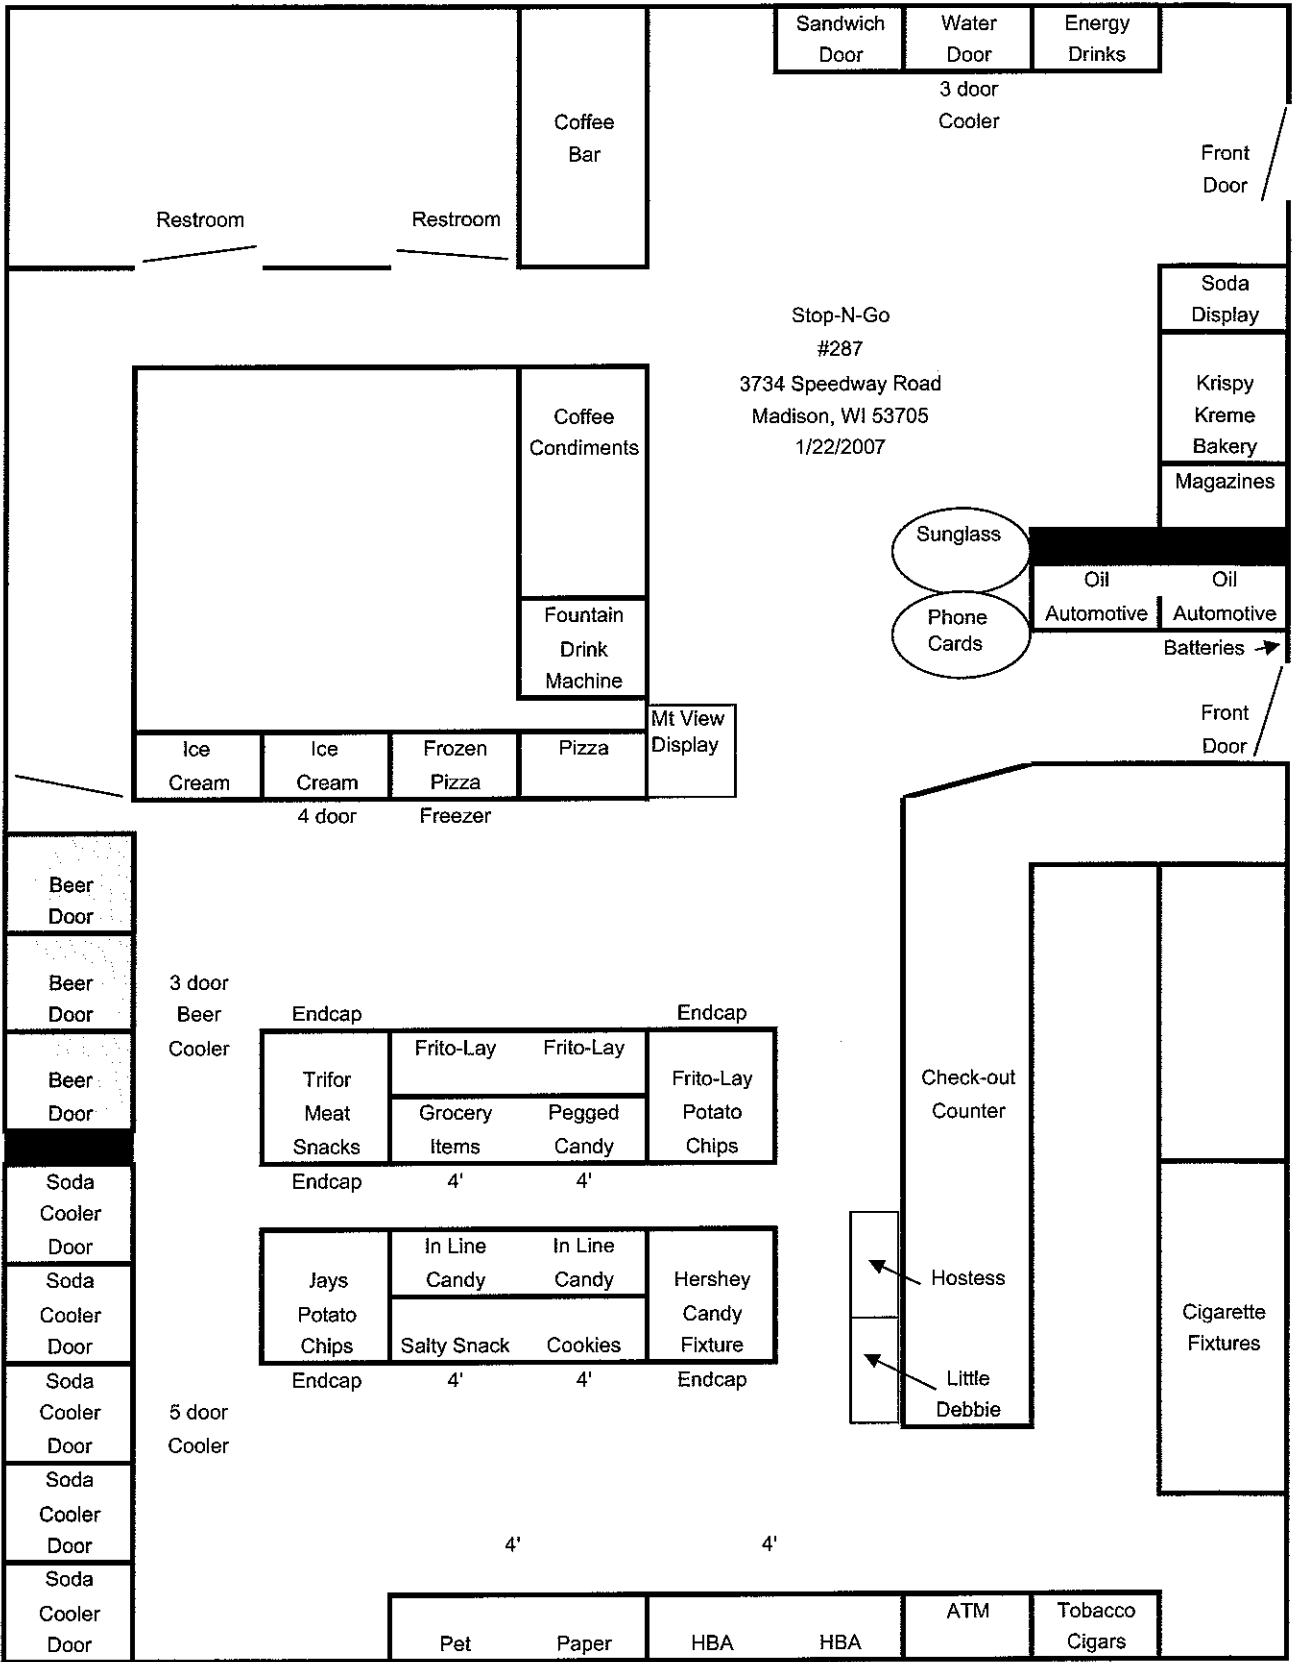 Sandwich
Door
Water
Door
Energy
Drinks
3 door
Cooler
Coffee
Bar
Front
Door
Restroom
Restroom
Soda
Display
Stop-N-Go
#287
3734 Speedway Road
Madison, WI 53705
1/22/2007
Krispy
Kreme
Bakery
Magazines
Coffee
Condiments
Sunglass
Oil
Automotive
Oil
Automotive
Phone
Cards
Batteries
Fountain
Drink
Machine
Front
Door
Mt View
Display
Ice
Cream
Ice
Cream
Frozen
Pizza
Pizza
4 door
Freezer
Beer
Door
Beer
Door
Beer
Door
3 door
Beer
Cooler
Endcap
Endcap
Trifor
Meat
Snacks
Frito-Lay
Frito-Lay
Grocery
Items
Pegged
Candy
Frito-Lay
Potato
Chips
Endcap
4'
4'
Check-out
Counter
Soda
Cooler
Door
Soda
Cooler
Door
Soda
Cooler
Door
Soda
Cooler
Door
Soda
Cooler
Door
5 door
Cooler
Jays
Potato
Chips
In Line
Candy
In Line
Candy
Salty Snack
Cookies
Hershey
Candy
Fixture
Endcap
4'
4'
Endcap
Hostess
Little
Debbie
Cigarette
Fixtures
4'
4'
Pet
Paper
HBA
HBA
ATM
Tobacco
Cigars